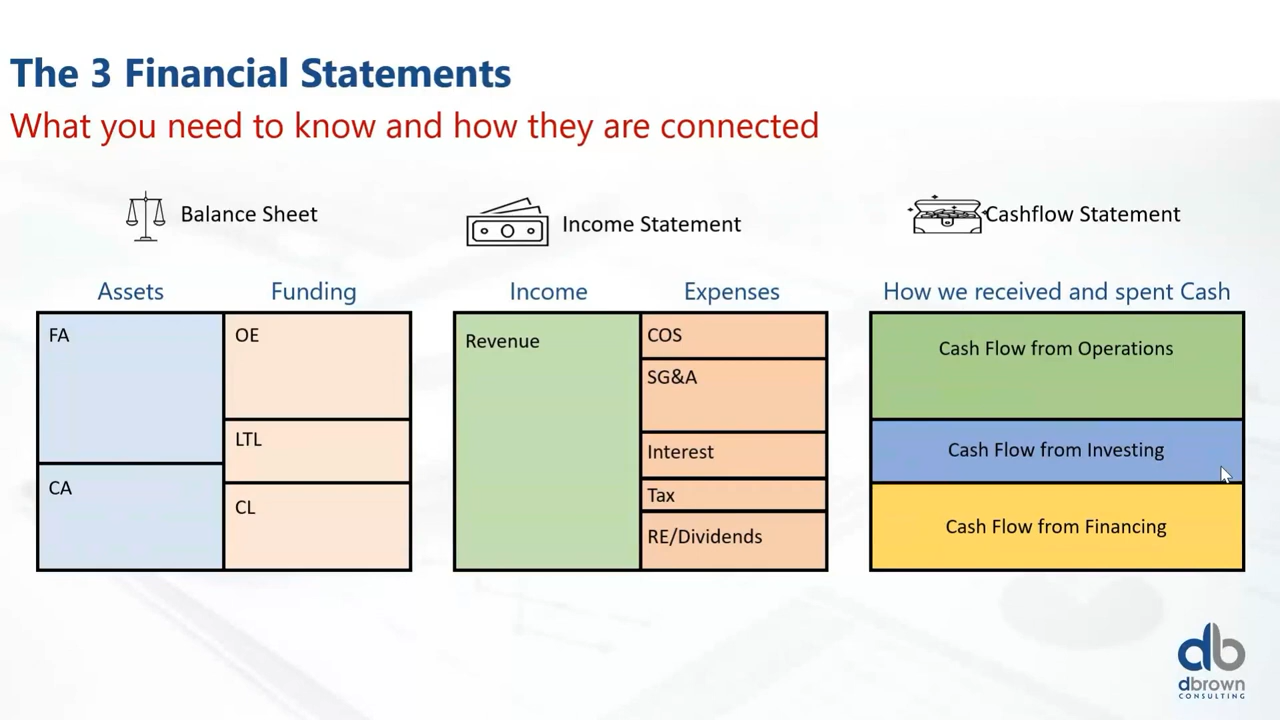 The 3 Financial Statements
What you need to know and how they are connected
Balance Sheet
Assets
Funding
FA
CA
OE
LTL
CL
Income Statement
Income
Expenses
Revenue
COS
SG&A
Interest
Tax
RE/Dividends
Cashflow Statement
How we received and spent Cash
Cash Flow from Operations
Cash Flow from Investing
Cash Flow from Financing
db
dbrown
CONSULTING